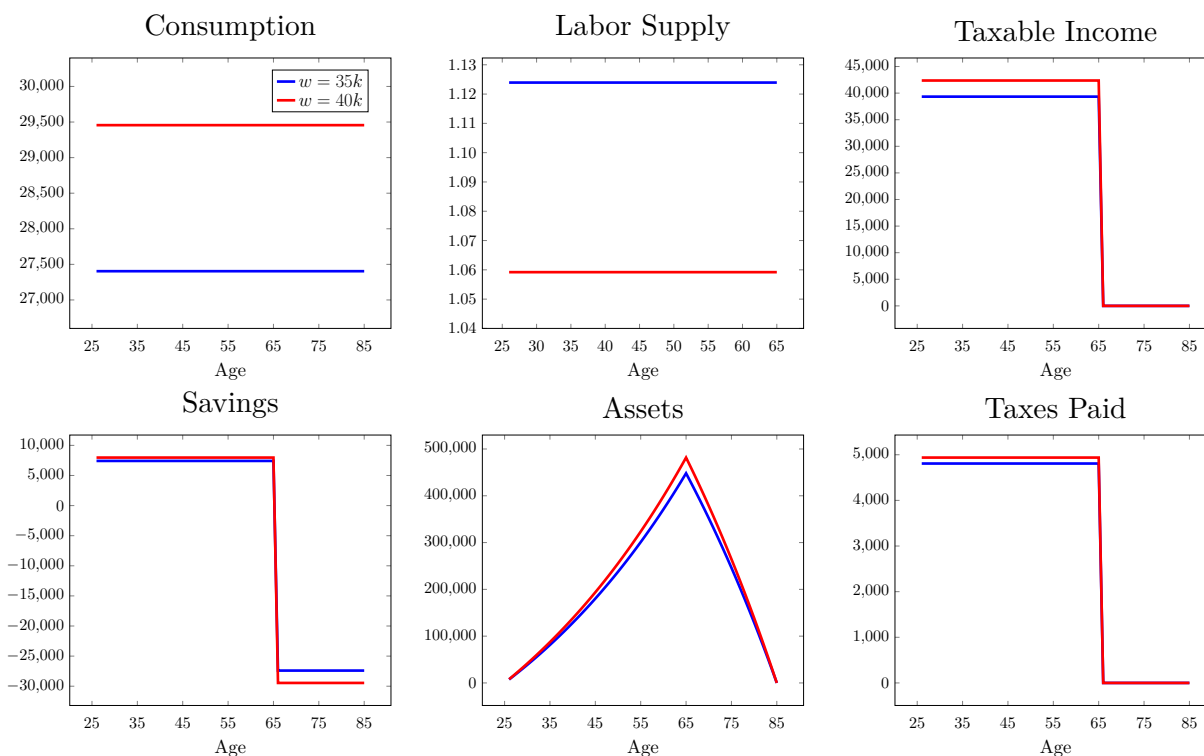 Consumption
30,000
29,500
29,000
28,500
28,000
27,500
27,000
25 35 45 55 65 75 85
Age
w = 35k
w = 40k
Labor Supply
1.13
1.12
1.11
1.10
1.09
1.08
1.07
1.06
1.05
1.04
25 30 35 40 45 50 55 60 65
Age
Taxable Income
45,000
40,000
35,000
30,000
25,000
20,000
15,000
10,000
5,000
0
25 35 45 55 65 75 85
Age
Savings
10,000
5,000
0
−5,000
−10,000
−15,000
−20,000
−25,000
−30,000
25 35 45 55 65 75 85
Age
Assets
500,000
400,000
300,000
200,000
100,000
0
25 35 45 55 65 75 85
Age
Taxes Paid
5,000
4,000
3,000
2,000
1,000
0
25 35 45 55 65 75 85
Age